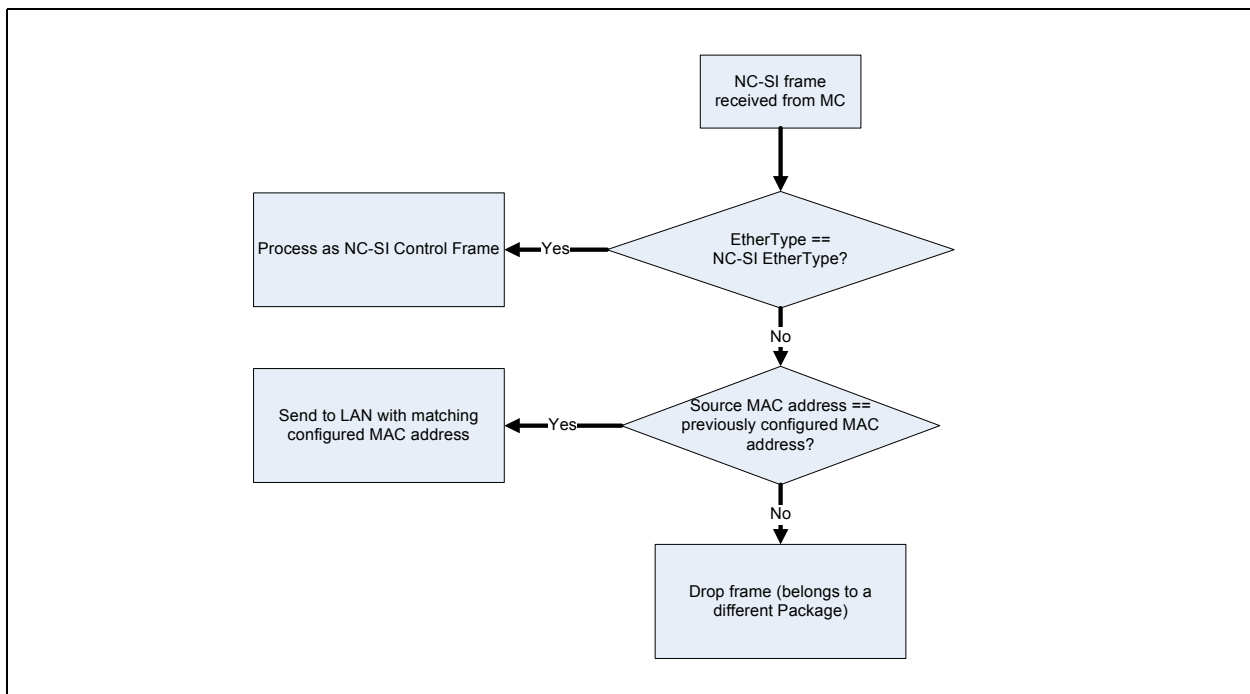 NC-SI frame
received from MC
EtherType ==
NC-SI EtherType?
Yes
Process as NC-SI Control Frame
No
Source MAC address ==
previously configured MAC
address?
Yes
Send to LAN with matching
configured MAC address
No
Drop frame (belongs to a
different Package)